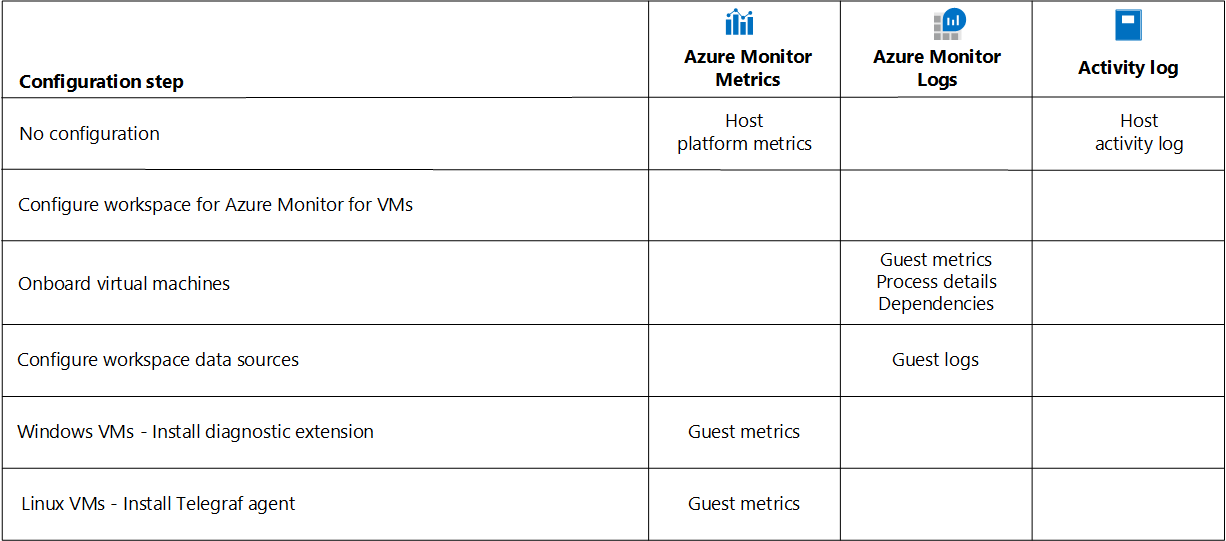 Configuration step
Azure Monitor
Metrics
Azure Monitor
Logs
Activity log
No configuration
Host
platform metrics
Host
activity log
Configure workspace for Azure Monitor for VMs
Onboard virtual machines
Guest metrics
Process details
Dependencies
Configure workspace data sources
Guest logs
Windows VMs - Install diagnostic extension
Guest metrics
Linux VMs - Install Telegraf agent
Guest metrics